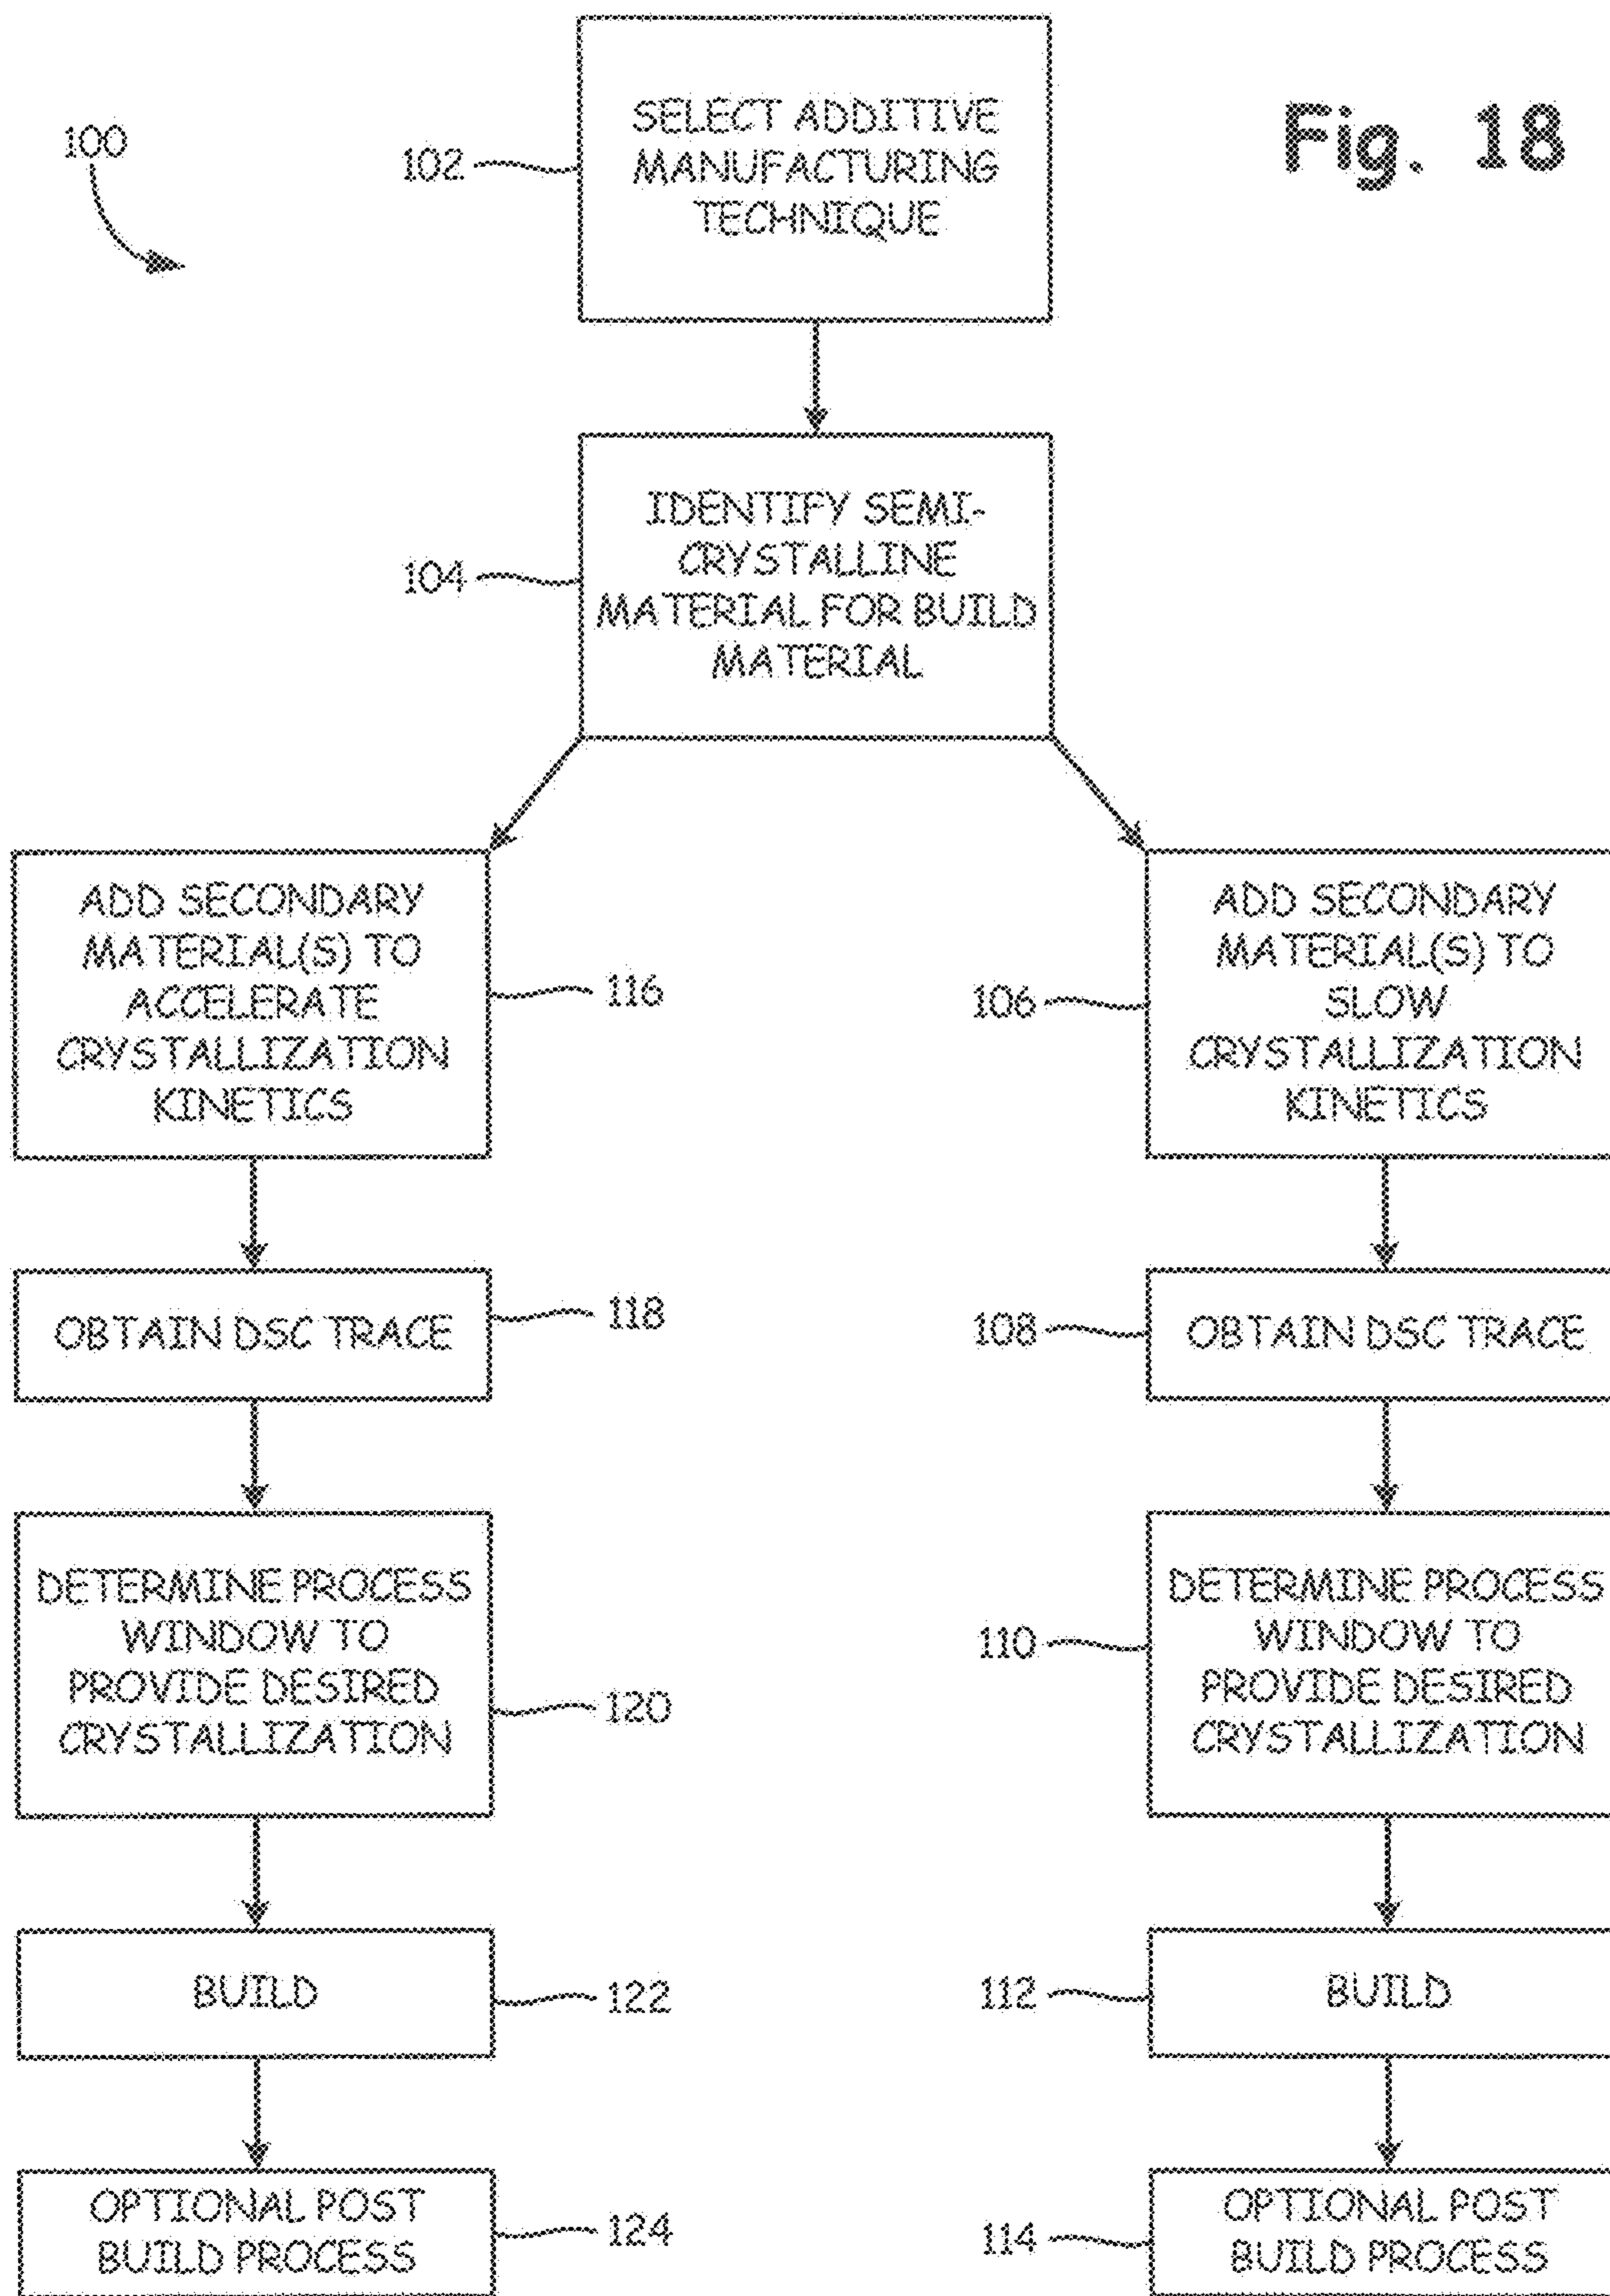 Fig. 18
100
102
SELECT ADDITIVE
MANUFACTURING
TECHNIQUE
104
IDENTIFY SEMI-
CRYSTALLINE
MATERIAL FOR BUILD
MATERIAL
ADD SECONDARY
MATERIAL(S) TO
ACCELERATE
CRYSTALLIZATION
KINETICS
116
106
ADD SECONDARY
MATERIAL(S) TO
SLOW
CRYSTALLIZATION
KINETICS
OBTAIN DSC TRACE
118
108
OBTAIN DSC TRACE
DETERMINE PROCESS
WINDOW TO
PROVIDE DESIRED
CRYSTALLIZATION
120
110
DETERMINE PROCESS
WINDOW TO
PROVIDE DESIRED
CRYSTALLIZATION
BUILD
122
112
BUILD
OPTIONAL POST
BUILD PROCESS
124
114
OPTIONAL POST
BUILD PROCESS